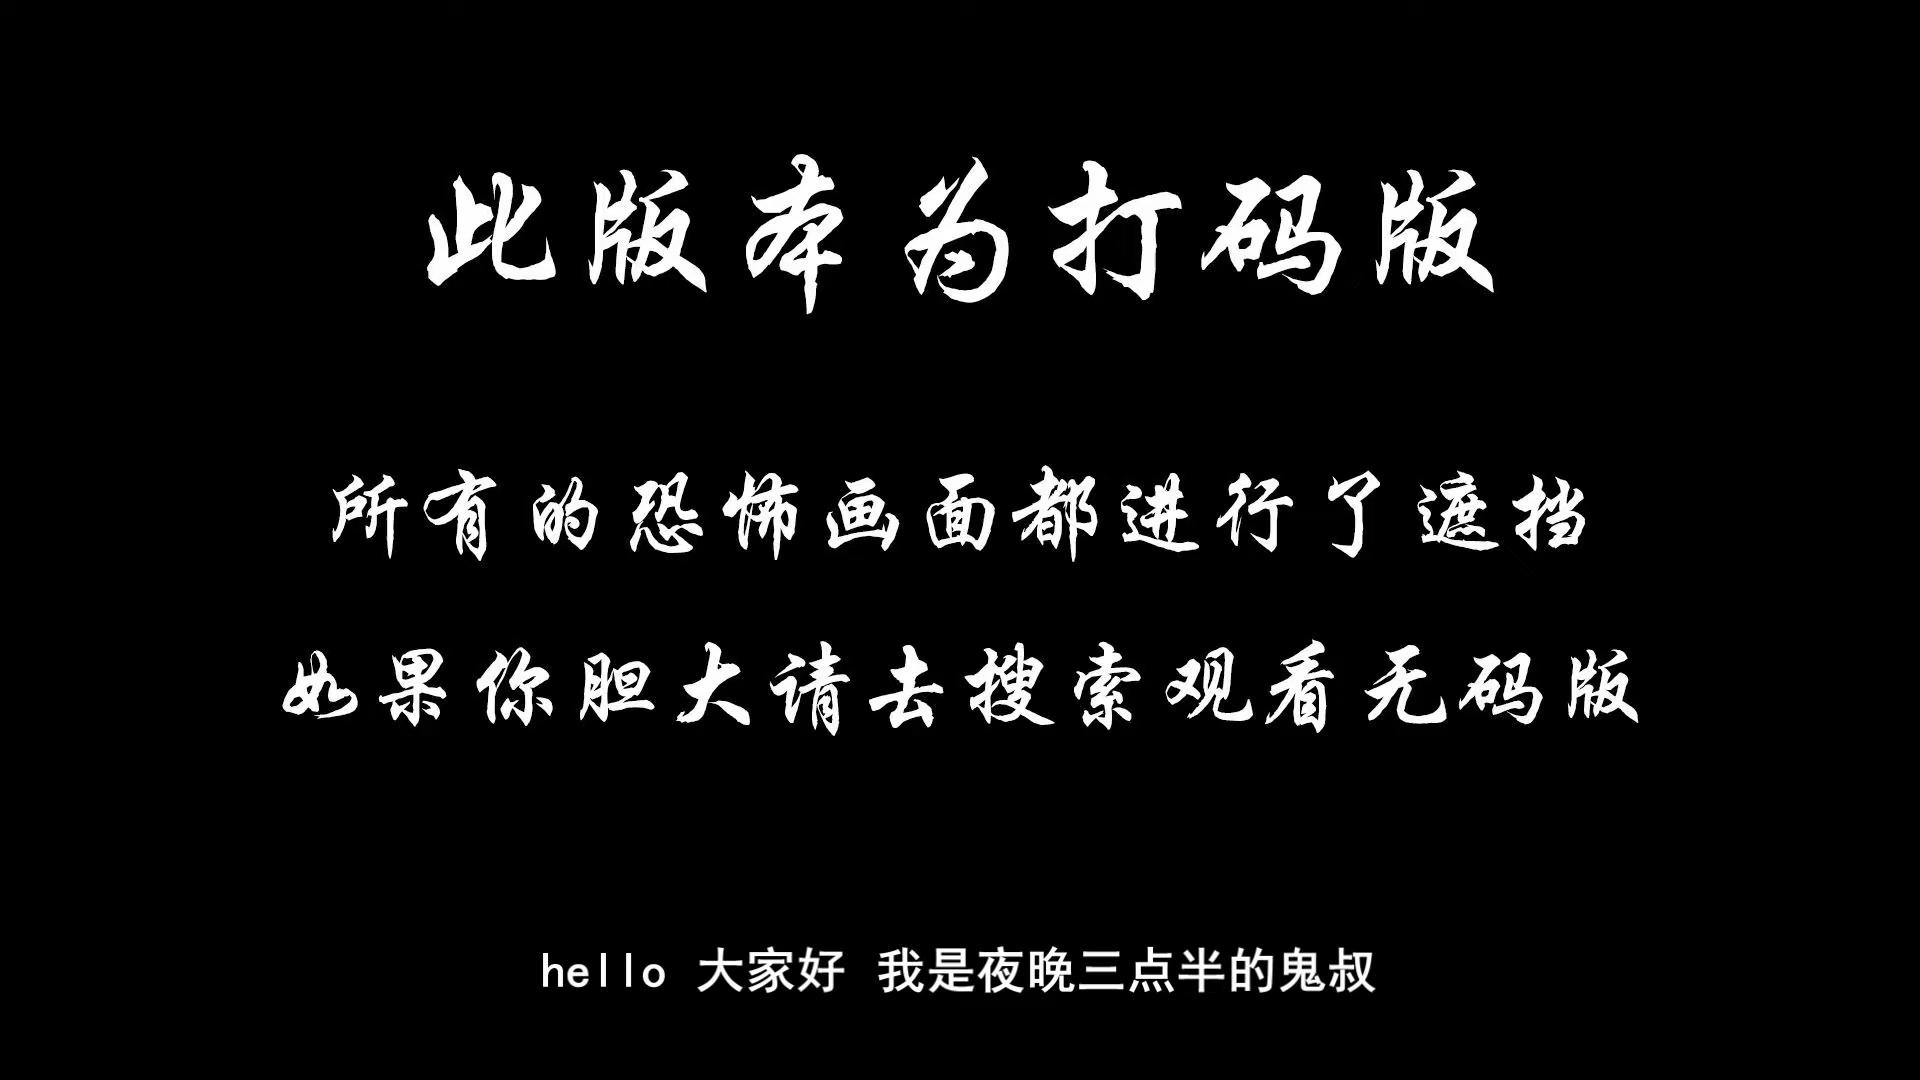 此版本为打码版
所有的恐怖画面都进行了遮挡
如果你胆大请去搜索观看无码版
hello 大家好 我是夜晚三点半的鬼叔